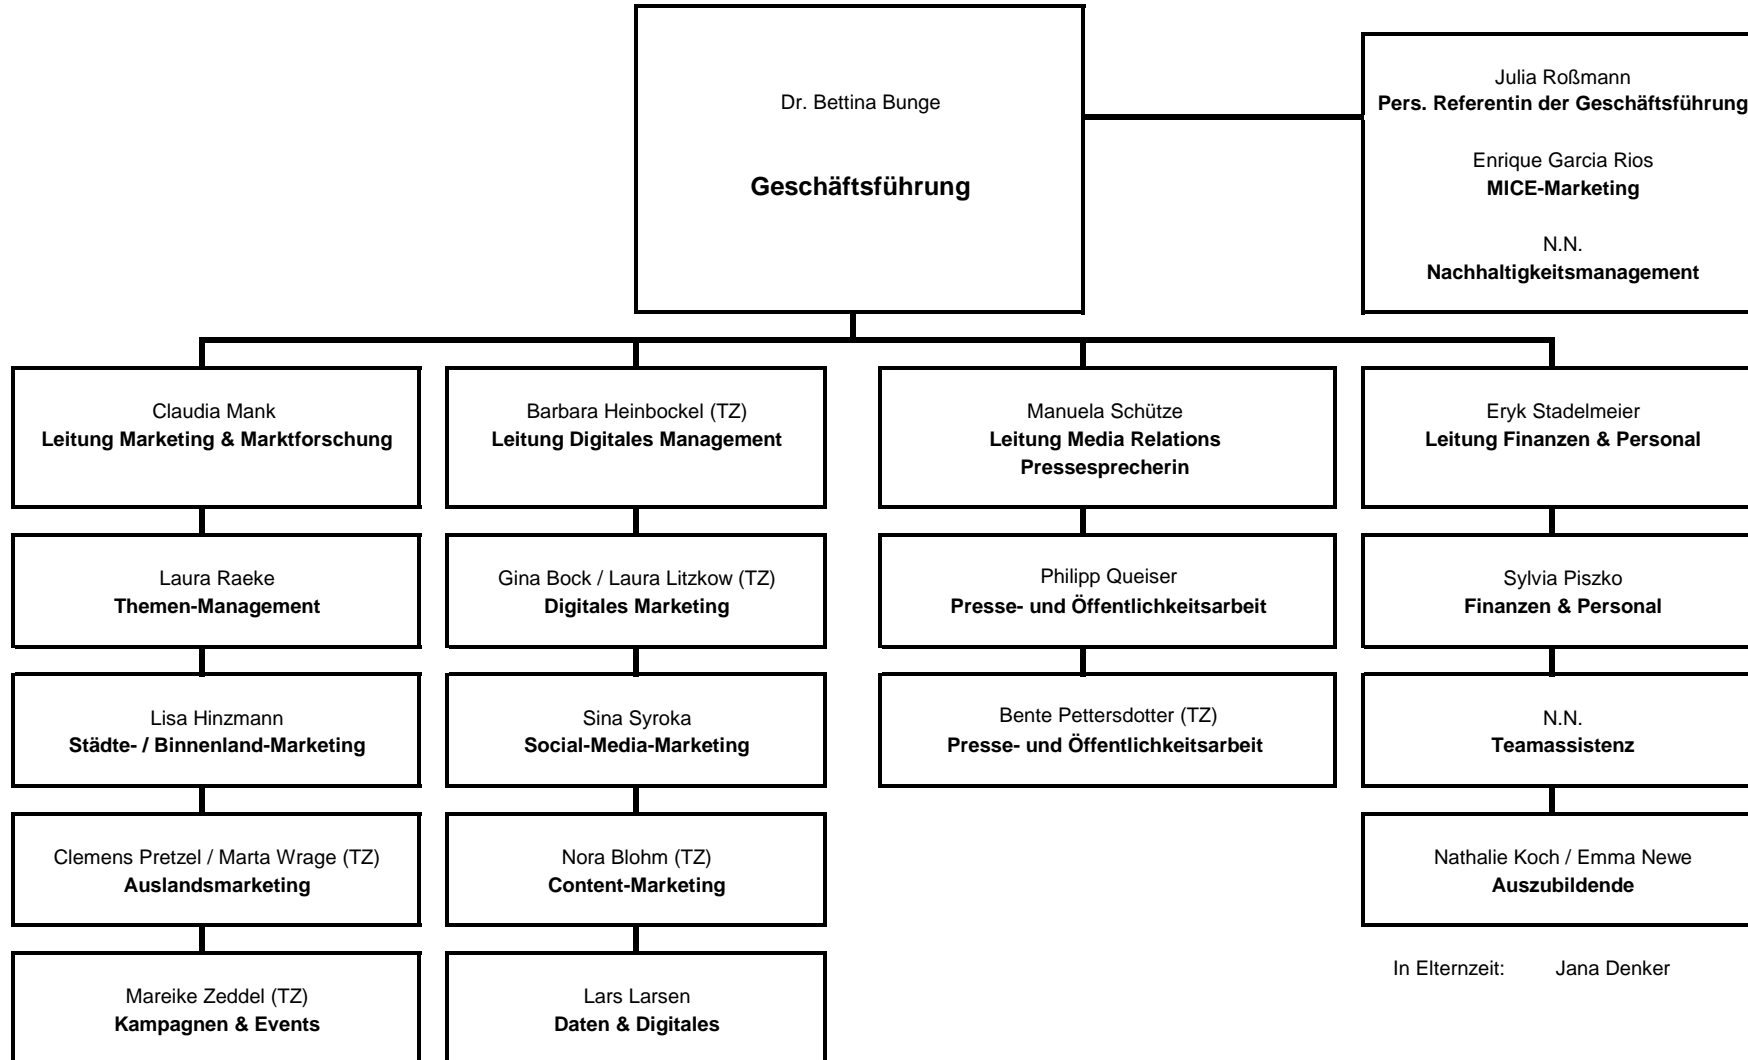 Dr. Bettina Bunge
Geschäftsführung
Julia Roßmann
Pers. Referentin der Geschäftsführung
Enrique Garcia Rios
MICE-Marketing
N.N.
Nachhaltigkeitsmanagement
Claudia Mank
Leitung Marketing & Marktforschung
Laura Raeke
Themen-Management
Lisa Hinzmann
Städte- / Binnenland-Marketing
Clemens Pretzel / Marta Wrage (TZ)
Auslandsmarketing
Mareike Zeddel (TZ)
Kampagnen & Events
Barbara Heinbockel (TZ)
Leitung Digitales Management
Gina Bock / Laura Litzkow (TZ)
Digitales Marketing
Sina Syroka
Social-Media-Marketing
Nora Blohm (TZ)
Content-Marketing
Lars Larsen
Daten & Digitales
Manuela Schütze
Leitung Media Relations
Pressesprecherin
Philipp Queiser
Presse- und Öffentlichkeitsarbeit
Bente Pettersdotter (TZ)
Presse- und Öffentlichkeitsarbeit
Eryk Stadelmeier
Leitung Finanzen & Personal
Sylvia Piszko
Finanzen & Personal
N.N.
Teamassistenz
Nathalie Koch / Emma Newe
Auszubildende
In Elternzeit: Jana Denker